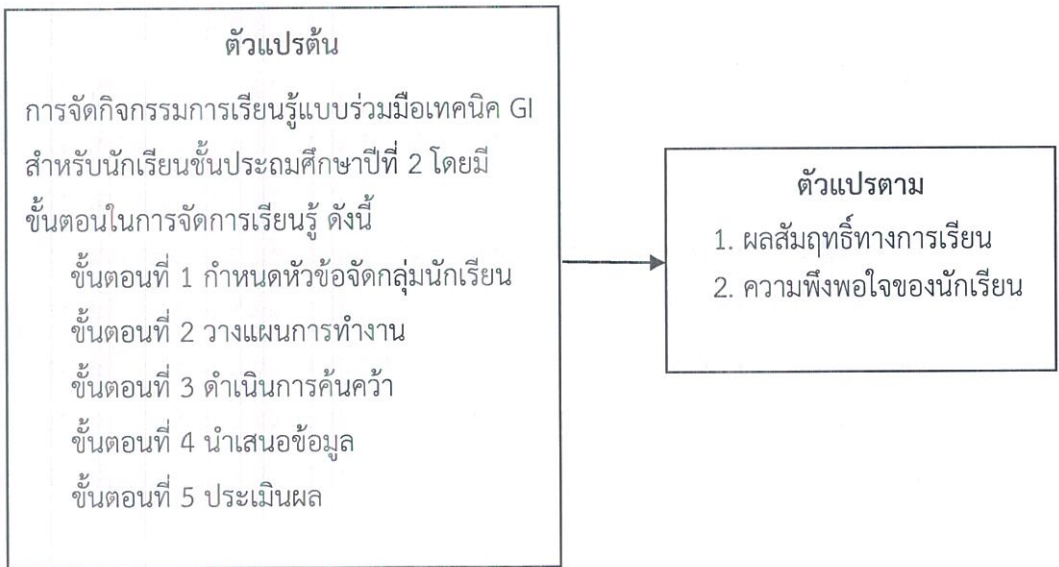 ตัวแปรต้น
การจัดกิจกรรมการเรียนรู้แบบร่วมมือเทคนิค GI
สำหรับนักเรียนชั้นประถมศึกษาปีที่ 2 โดยมี
ขั้นตอนในการจัดการเรียนรู้ ดังนี้
ขั้นตอนที่ 1 กำหนดหัวข้อจัดกลุ่มนักเรียน
ขั้นตอนที่ 2 วางแผนการทำงาน
ขั้นตอนที่ 3 ดำเนินการค้นคว้า
ขั้นตอนที่ 4 นำเสนอข้อมูล
ขั้นตอนที่ 5 ประเมินผล
ตัวแปรตาม
1. ผลสัมฤทธิ์ทางการเรียน
2. ความพึงพอใจของนักเรียน